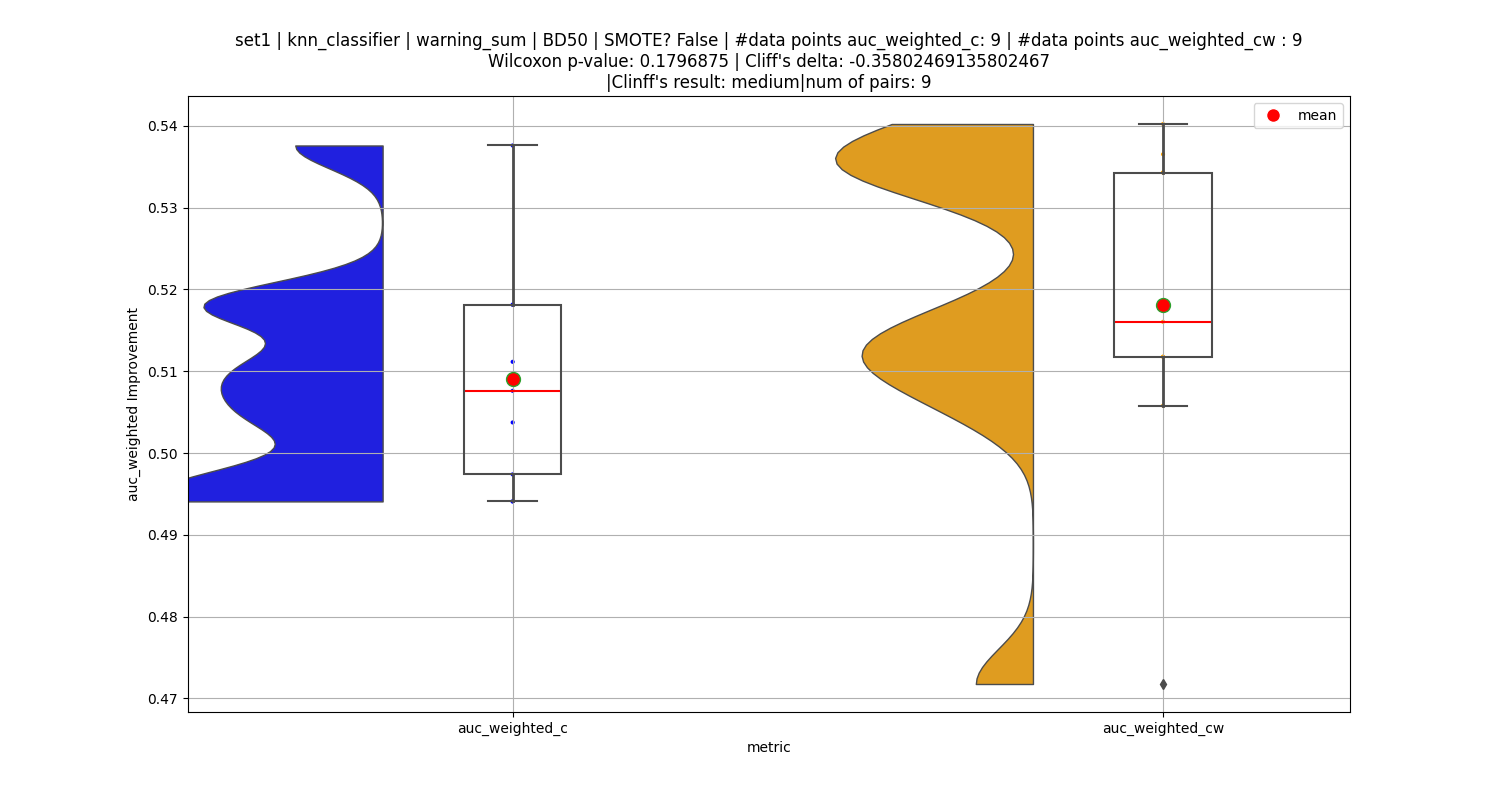 set1 | knn_classifier | warning_sum | BD50 | SMOTE? False | #data points auc_weighted_c: 9 | #data points auc_weighted_cw : 9
Wilcoxon p-value: 0.1796875 | Cliff's delta: -0.35802469135802467
|Clinff's result: medium|num of pairs: 9
mean
0.54
0.53
0.52
0.51
0.50
0.49
0.48
0.47
auc_weighted Improvement
auc_weighted_c
auc_weighted_cw
metric